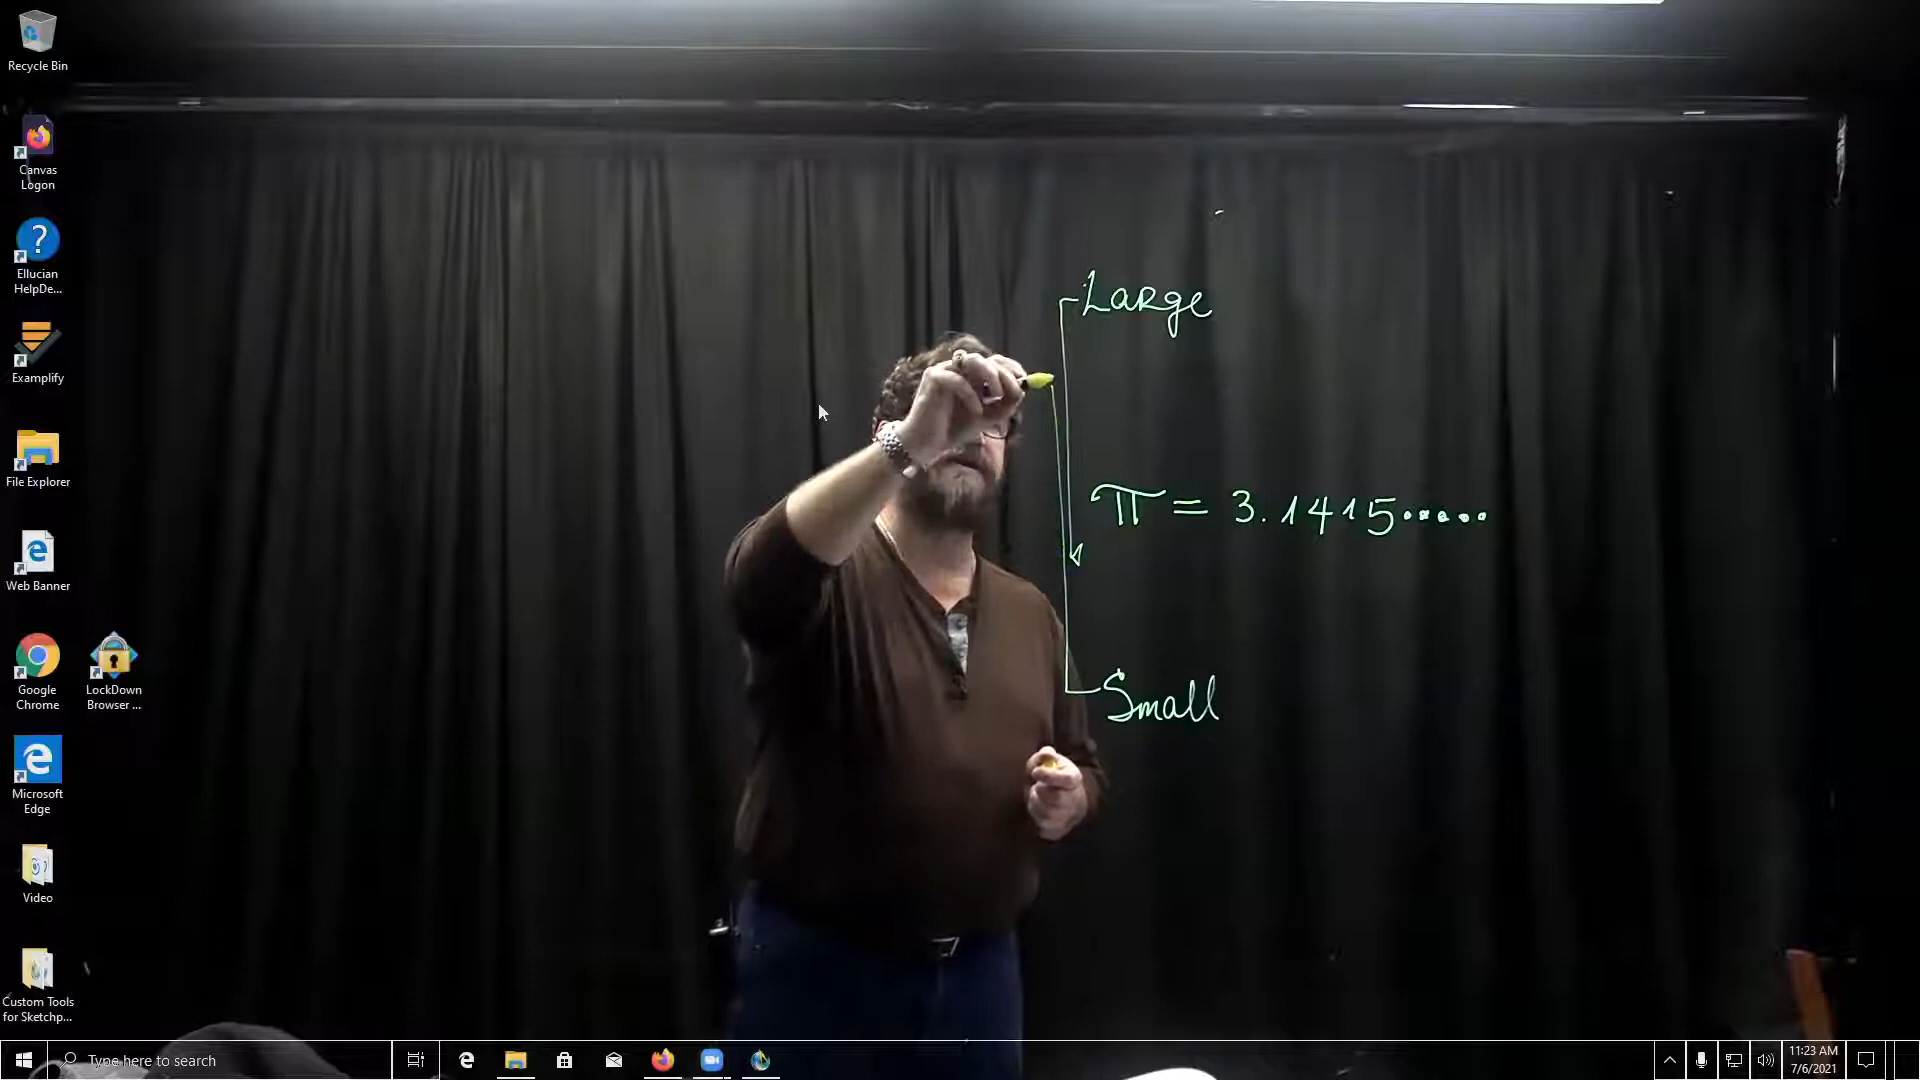 Recycle Bin
Canvas
Logon
Ellucian
HelpDe...
Examplify
File Explorer
Web Banner
Google
Chrome
LockDown
Browser ...
Microsoft
Edge
Video
Custom Tools
for Sketchp...
Large
π = 3.1415......
Small
Type here to search
11:23 AM
7/6/2021